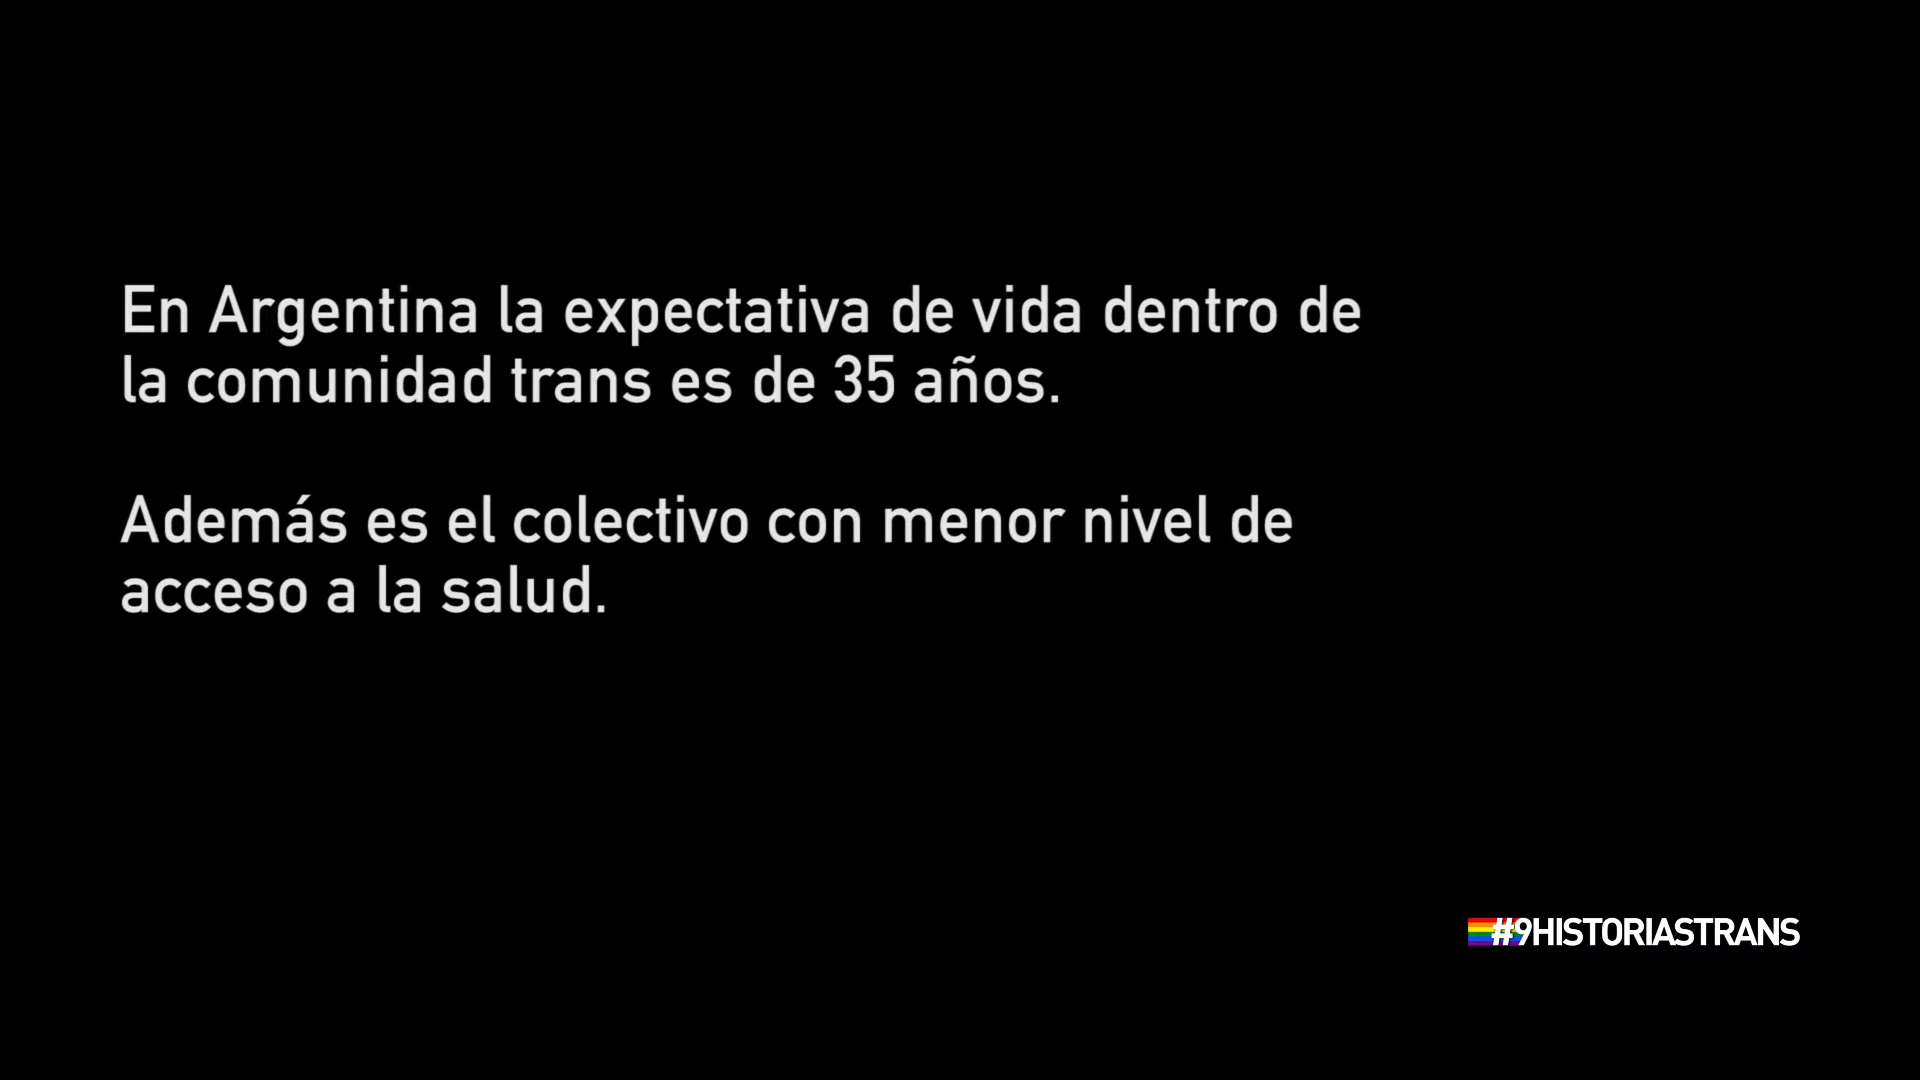 En Argentina la expectativa de vida dentro de
la comunidad trans es de 35 años.
Además es el colectivo con menor nivel de
acceso a la salud.
#9HISTORIASTRANS